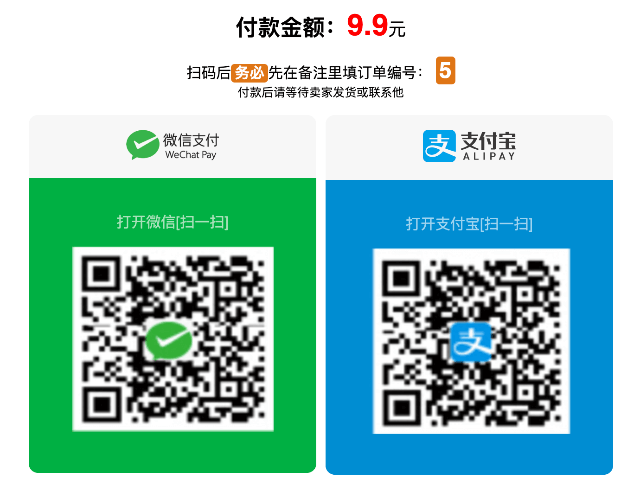 付款金额：9.9元
扫码后务必先在备注里填订单编号：5
付款后请等待卖家发货或联系他
微信支付
WeChat Pay
支付宝
ALIPAY
打开微信[扫一扫]
打开支付宝[扫一扫]
支